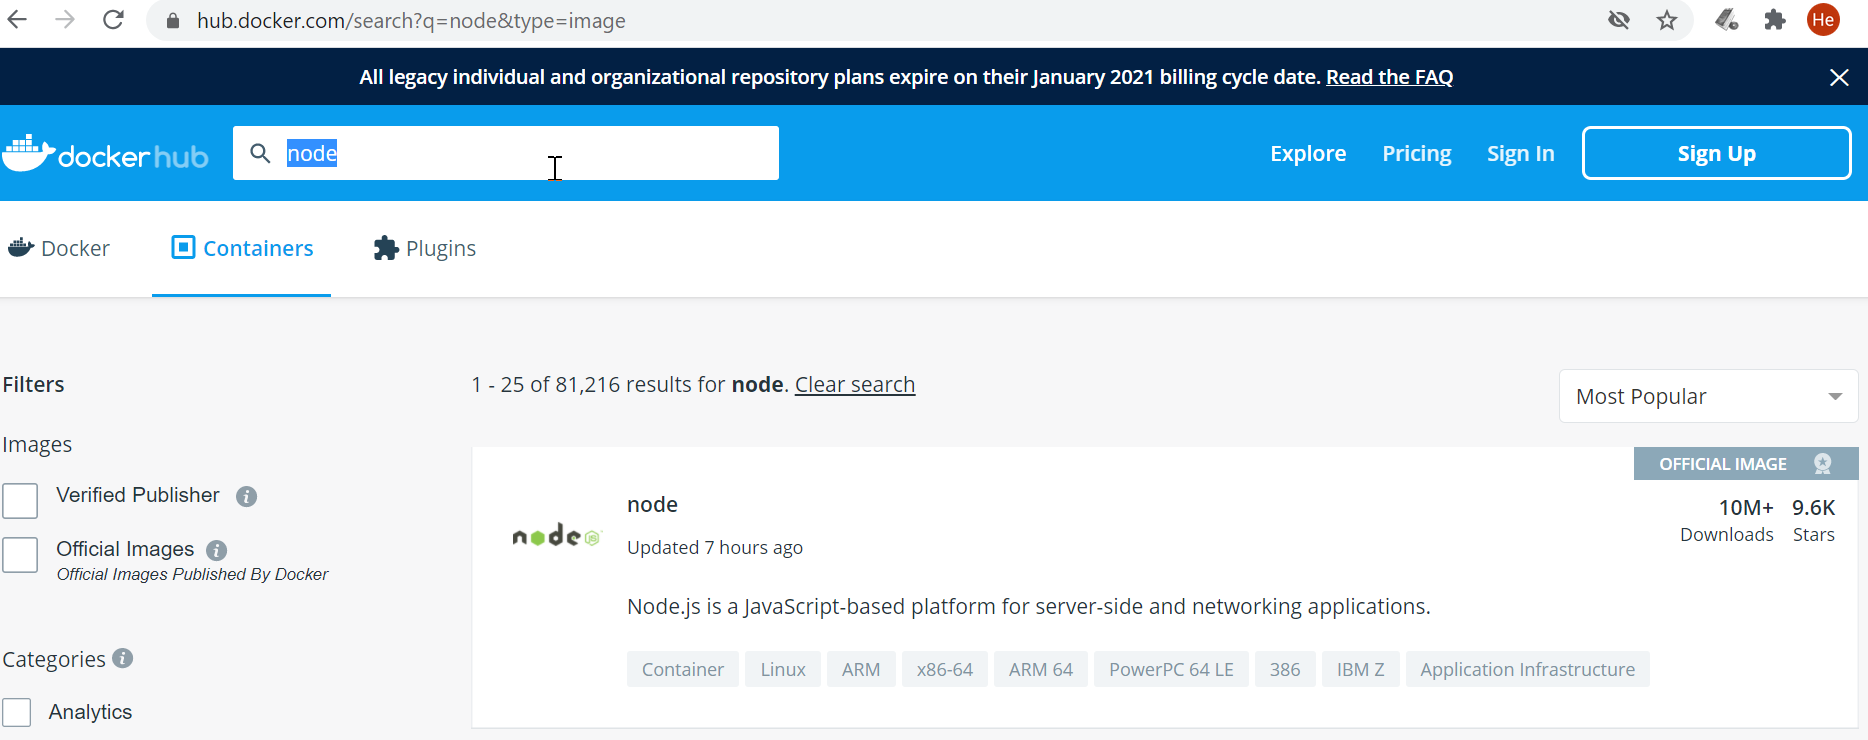 hub.docker.com/search?q=node&type=image
He
All legacy individual and organizational repository plans expire on their January 2021 billing cycle date. Read the FAQ
docker hub
node
Explore
Pricing
Sign In
Sign Up
Docker
Containers
Plugins
Filters
1 - 25 of 81,216 results for node. Clear search
Most Popular
Images
Verified Publisher
Official Images
Official Images Published By Docker
Categories
Analytics
OFFICIAL IMAGE
node
node
JS
Updated 7 hours ago
10M+
Downloads
9.6K
Stars
Node.js is a JavaScript-based platform for server-side and networking applications.
Container
Linux
ARM
x86-64
ARM 64
PowerPC 64 LE
386
IBM Z
Application Infrastructure